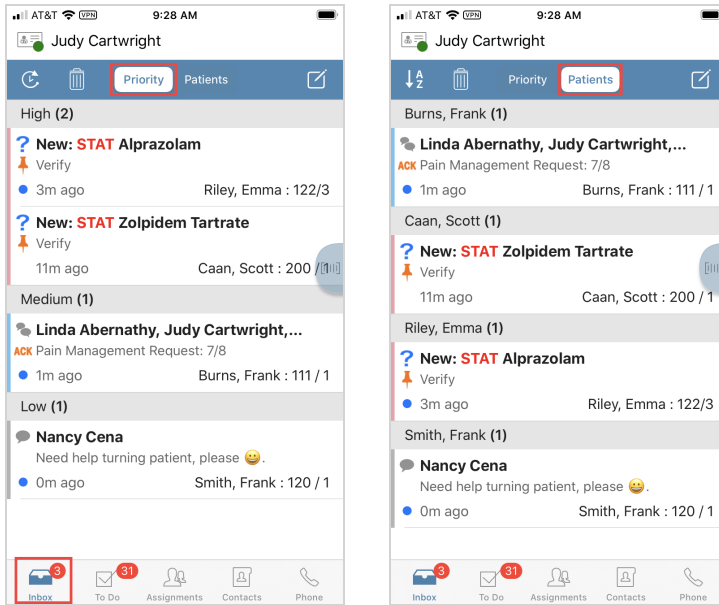 AT&T VPN 9:28 AM
Judy Cartwright
Priority Patients
High (2)
? New: STAT Alprazolam
Verify
3m ago Riley, Emma : 122/3
? New: STAT Zolpidem Tartrate
Verify
11m ago Caan, Scott : 200 / 1
Medium (1)
Linda Abernathy, Judy Cartwright,...
ACK Pain Management Request: 7/8
1m ago Burns, Frank : 111 / 1
Low (1)
Nancy Cena
Need help turning patient, please 😀.
0m ago Smith, Frank : 120 / 1
3 31
Inbox To Do Assignments Contacts Phone
AT&T VPN 9:28 AM
Judy Cartwright
A Z Priority Patients
Burns, Frank (1)
Linda Abernathy, Judy Cartwright,...
ACK Pain Management Request: 7/8
1m ago Burns, Frank : 111 / 1
Caan, Scott (1)
? New: STAT Zolpidem Tartrate
Verify
11m ago Caan, Scott : 200 / 1
Riley, Emma (1)
? New: STAT Alprazolam
Verify
3m ago Riley, Emma : 122/3
Smith, Frank (1)
Nancy Cena
Need help turning patient, please 😀.
0m ago Smith, Frank : 120 / 1
3 31
Inbox To Do Assignments Contacts Phone